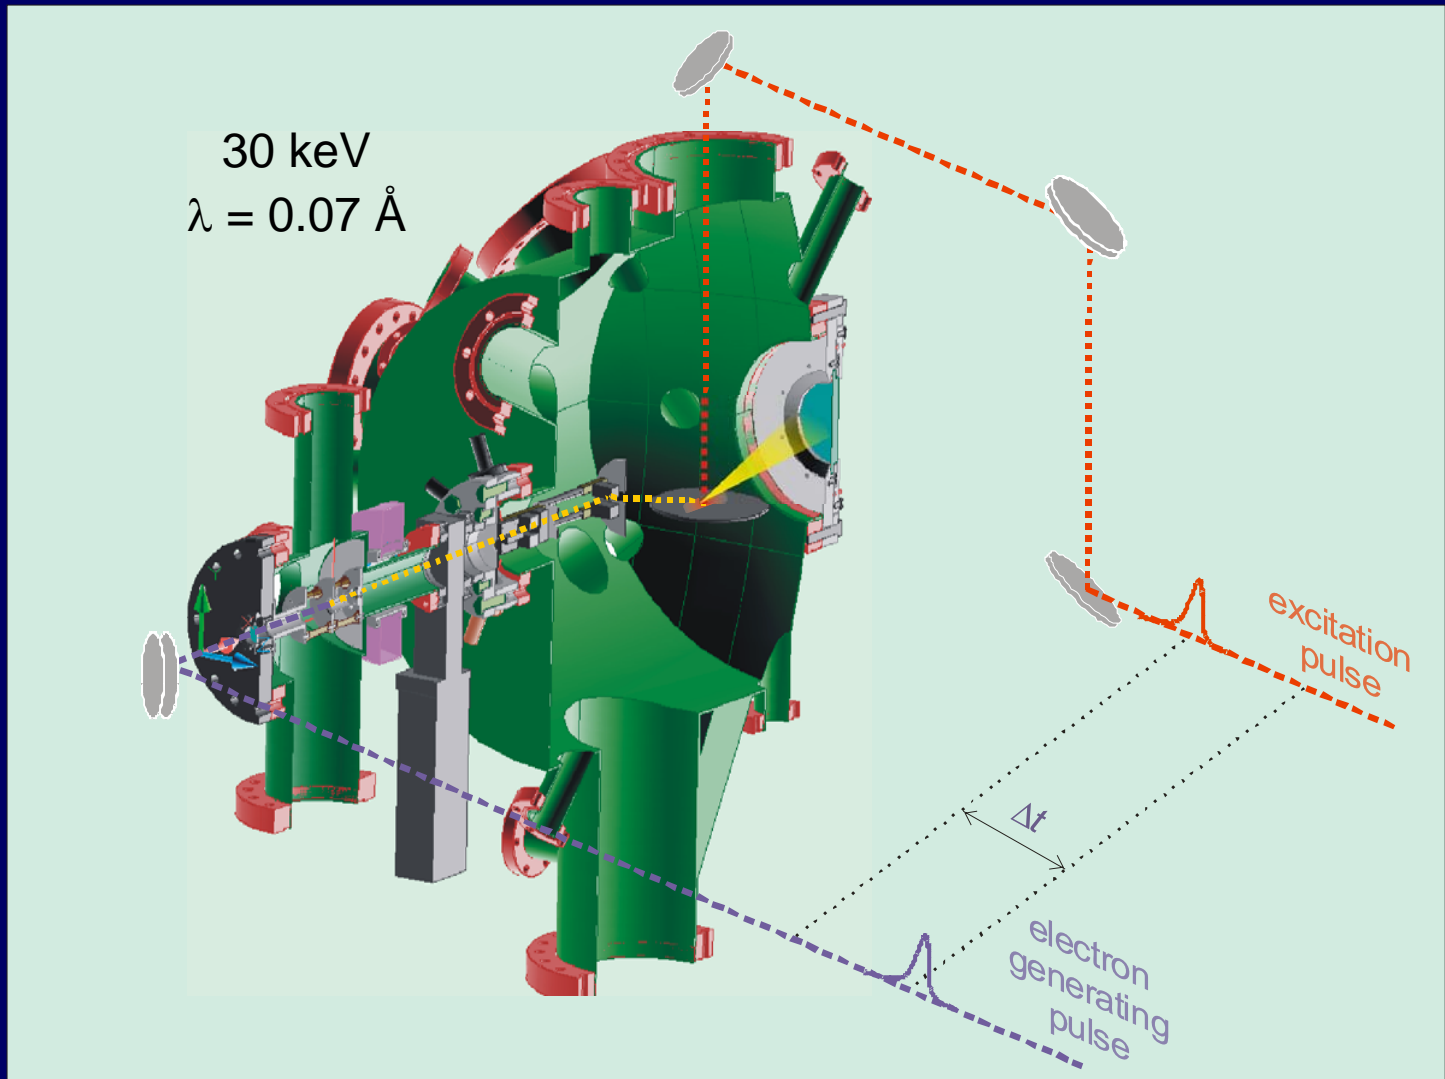 30 keV
λ = 0.07 Å
excitation
pulse
Δt
electron
generating
pulse